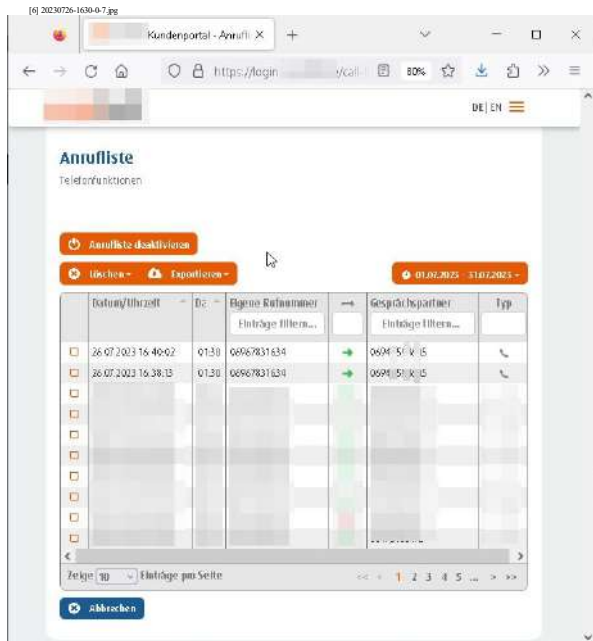 [6] 20230726-1630-0-7.jpg
Kundenportal - Anrufli × +
https://login /call- 80%
DE| EN
Anrufliste
Telefonfunktionen
Anrufliste deaktivieren
Löschen Exportieren 01.07.2023 - 31.07.2023
Datum/Uhrzeit Da Eigene Rufnummer Gesprächspartner Typ
Einträge filtern... Einträge filtern...
26.07.2023 16:40:02 01:30 06967831634
26.07.2023 16:38:13 01:30 06967831634
Zeige 10 Einträge pro Seite << < 1 2 3 4 5 ... > >>
Abbrechen